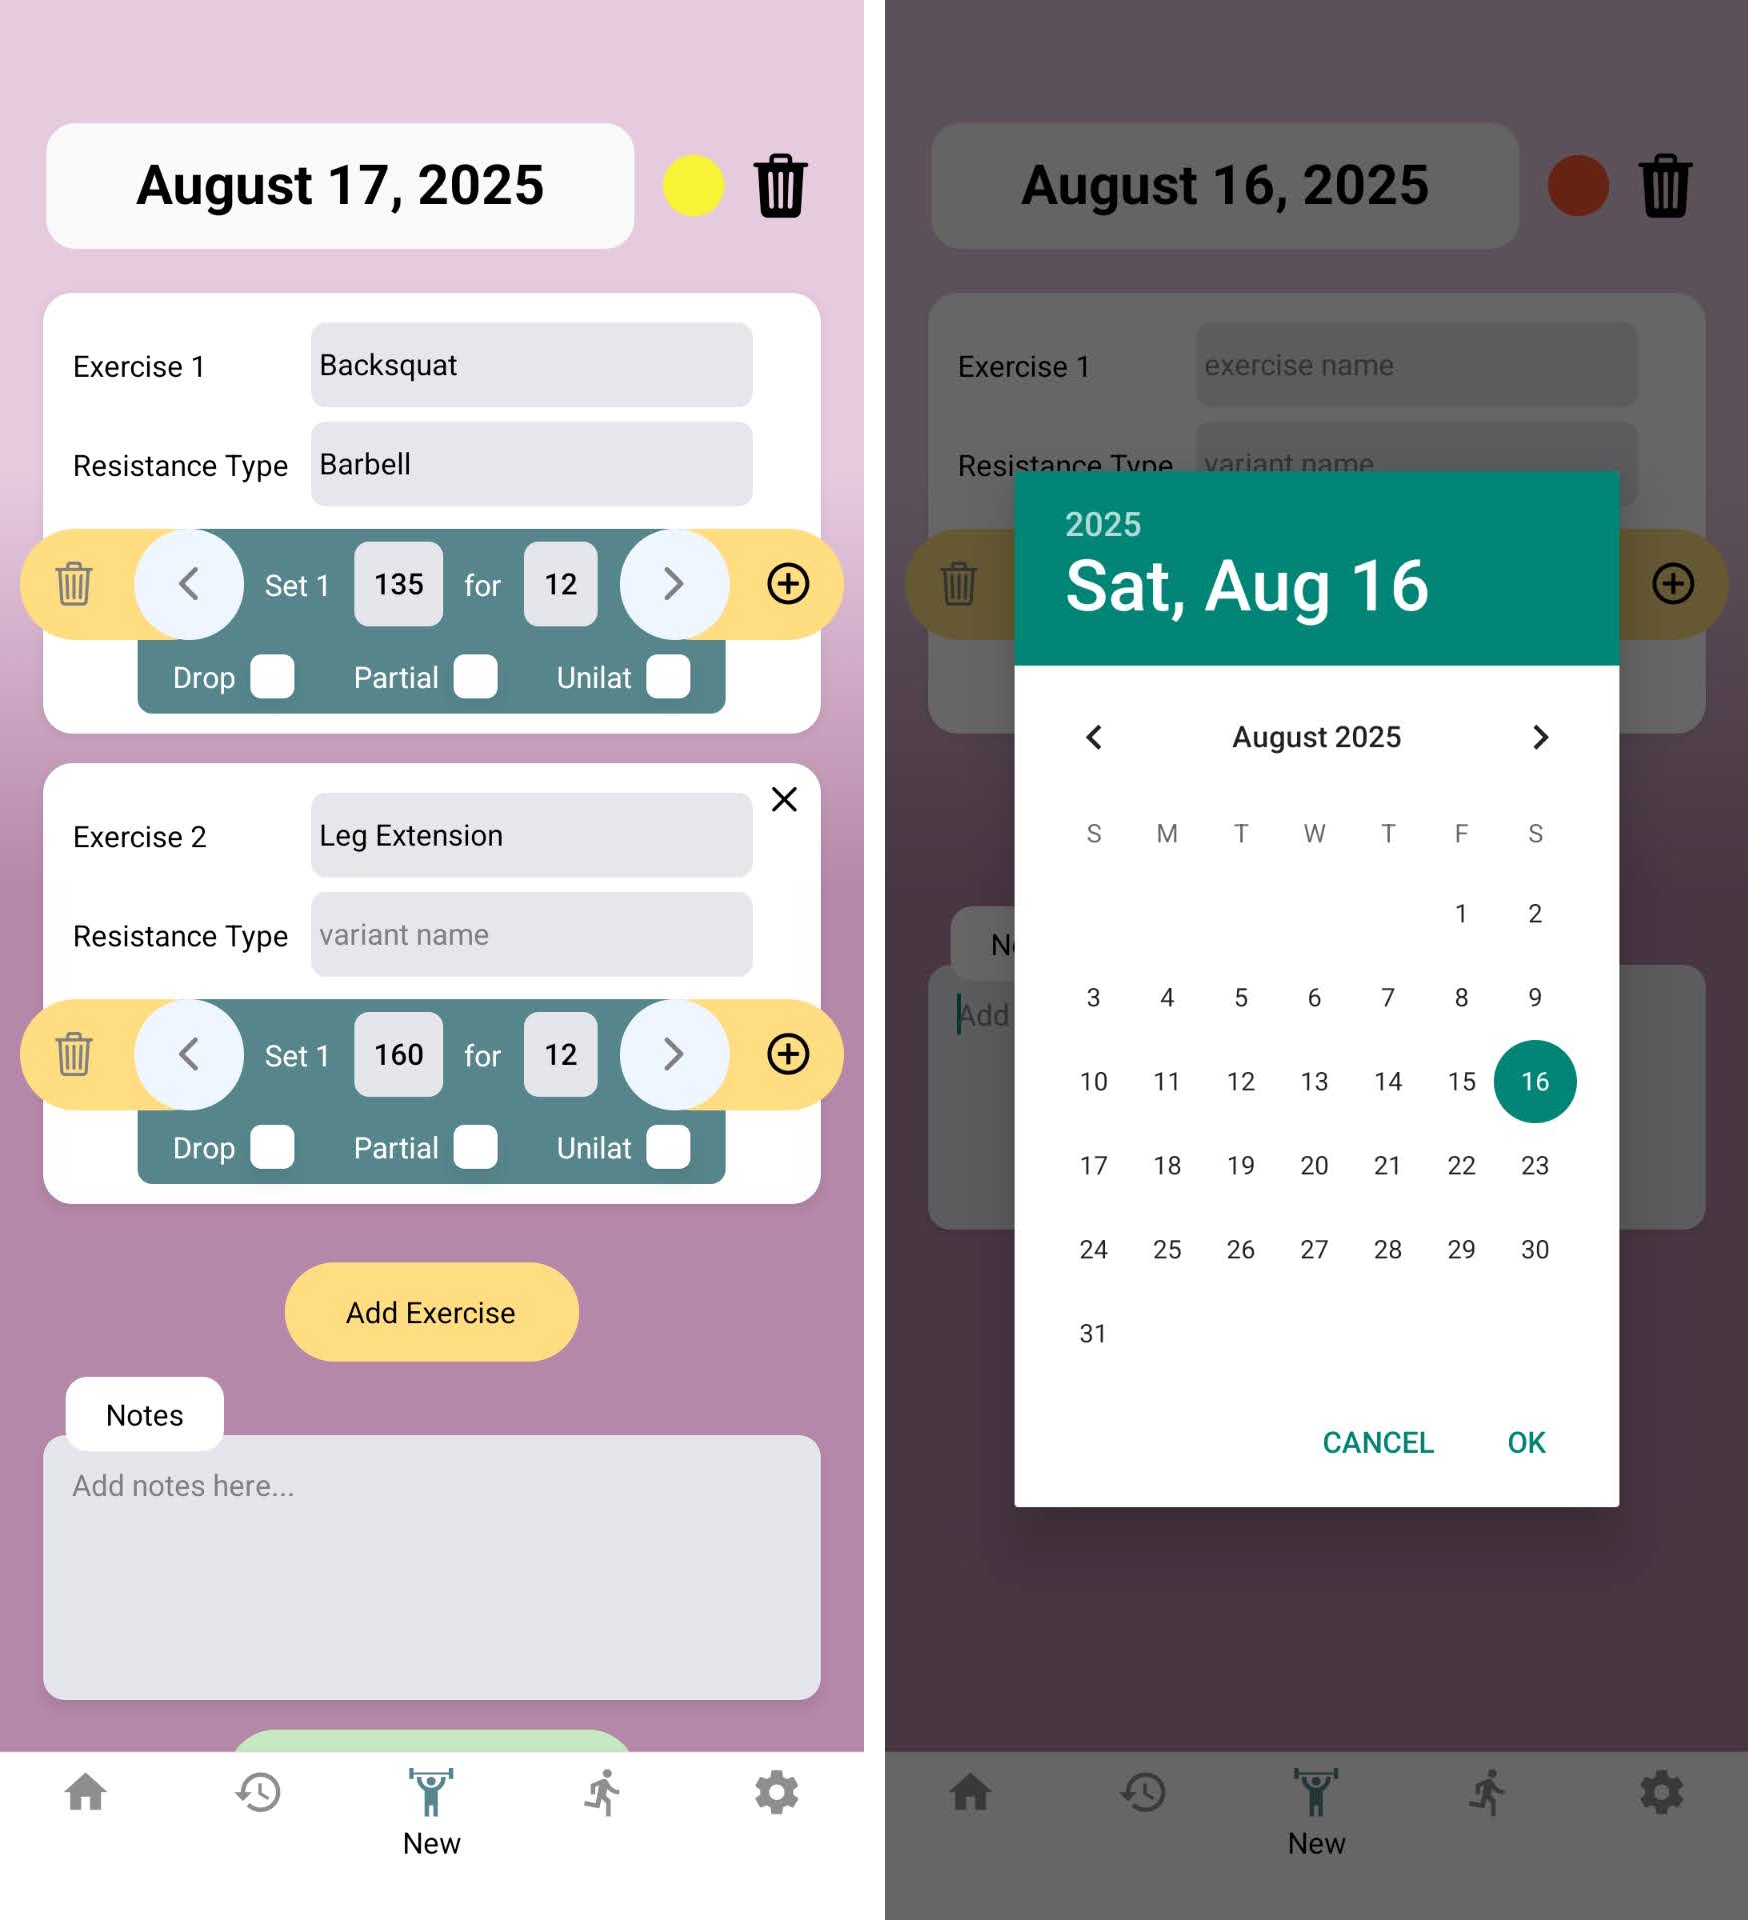 August 17, 2025
Exercise 1
Backsquat
Resistance Type
Barbell
Set 1
135
for
12
Drop
Partial
Unilat
Exercise 2
Leg Extension
Resistance Type
variant name
Set 1
160
for
12
Drop
Partial
Unilat
Add Exercise
Notes
Add notes here...
New
August 16, 2025
Exercise 1
exercise name
Resistance Type
variant name
2025
Sat, Aug 16
August 2025
S M T W T F S
1 2
3 4 5 6 7 8 9
10 11 12 13 14 15 16
17 18 19 20 21 22 23
24 25 26 27 28 29 30
31
CANCEL
OK
Add
New